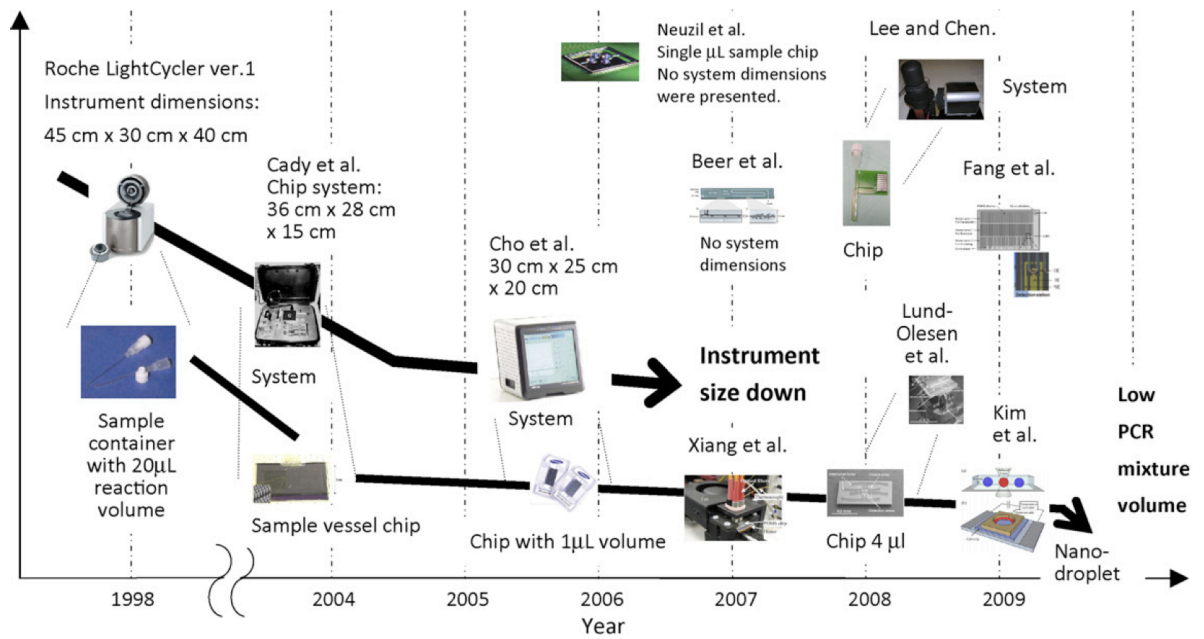 Roche LightCycler ver.1
Instrument dimensions:
45 cm x 30 cm x 40 cm
Cady et al.
Chip system:
36 cm x 28 cm
x 15 cm
System
Sample
container
with 20µL
reaction
volume
Sample vessel chip
Cho et al.
30 cm x 25 cm
x 20 cm
System
Chip with 1µL volume
Neuzil et al.
Single µL sample chip
No system dimensions
were presented.
Beer et al.
No system
dimensions
Instrument
size down
Xiang et al.
Lee and Chen.
System
Chip
Fang et al.
Lund-
Olesen
et al.
Chip 4 µl
Kim
et al.
Low
PCR
mixture
volume
Nano-
droplet
1998
2004
2005
2006
2007
2008
2009
Year